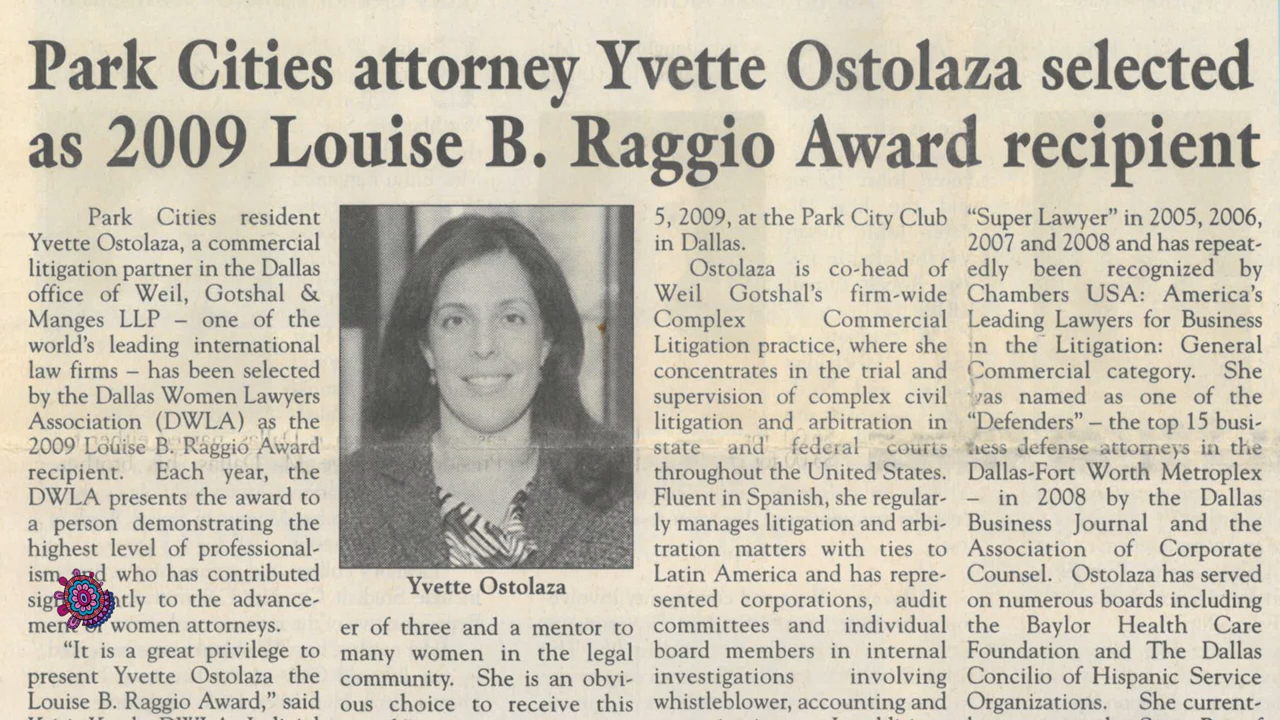 Park Cities attorney Yvette Ostolaza selected
as 2009 Louise B. Raggio Award recipient
Park Cities resident
Yvette Ostolaza, a commercial
litigation partner in the Dallas
office of Weil, Gotshal &
Manges LLP – one of the
world's leading international
law firms – has been selected
by the Dallas Women Lawyers
Association (DWLA) as the
2009 Louise B. Raggio Award
recipient. Each year, the
DWLA presents the award to
a person demonstrating the
highest level of professional-
ism and who has contributed
to the advance-
ment of women attorneys.
"It is a great privilege to
present Yvette Ostolaza the
Louise B. Raggio Award," said
Yvette Ostolaza
er of three and a mentor to
many women in the legal
community. She is an obvi-
ous choice to receive this
5, 2009, at the Park City Club
in Dallas.
Ostolaza is co-head of
Weil Gotshal's firm-wide
Complex Commercial
Litigation practice, where she
concentrates in the trial and
supervision of complex civil
litigation and arbitration in
state and federal courts
throughout the United States.
Fluent in Spanish, she regular-
ly manages litigation and arbi-
tration matters with ties to
Latin America and has repre-
sented corporations, audit
committees and individual
board members in internal
investigations involving
whistleblower, accounting and
"Super Lawyer" in 2005, 2006,
2007 and 2008 and has repeat-
edly been recognized by
Chambers USA: America's
Leading Lawyers for Business
in the Litigation: General
Commercial category. She
was named as one of the
"Defenders" – the top 15 busi-
ness defense attorneys in the
Dallas-Fort Worth Metroplex
– in 2008 by the Dallas
Business Journal and the
Association of Corporate
Counsel. Ostolaza has served
on numerous boards including
the Baylor Health Care
Foundation and The Dallas
Concilio of Hispanic Service
Organizations. She current-